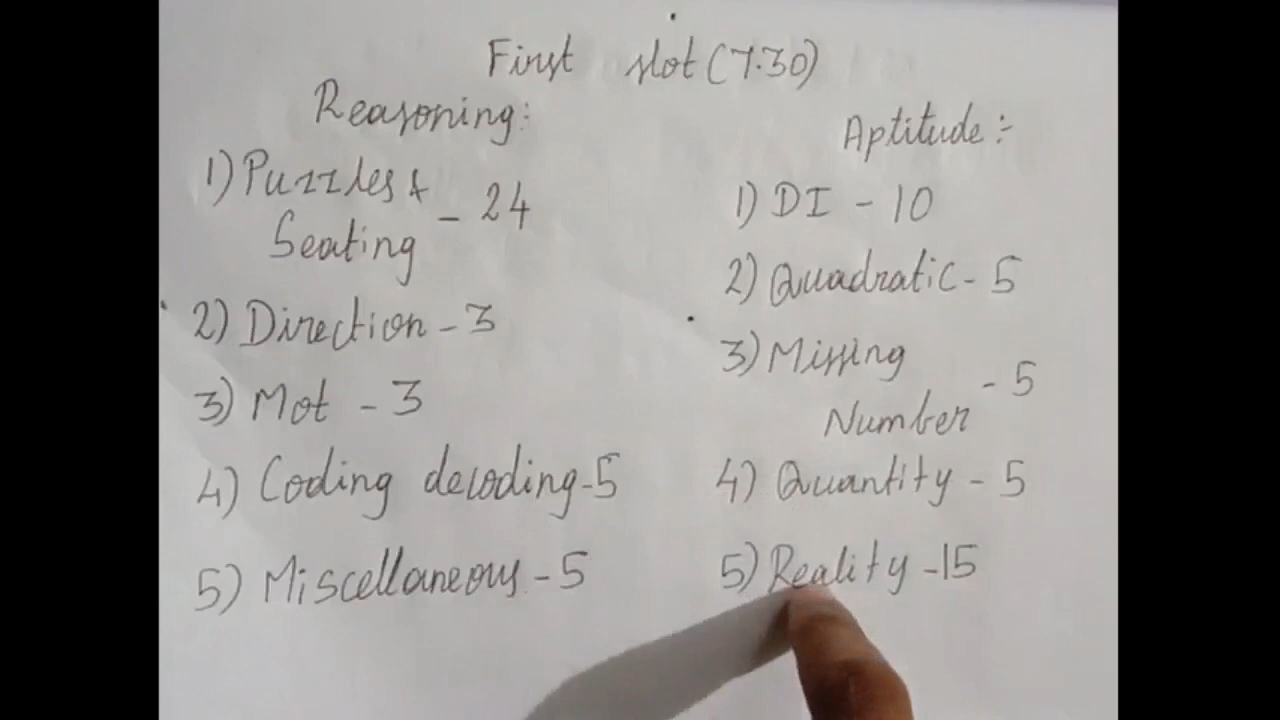 First slot (7.30)
Reasoning:
1) Puzzles &
Seating - 24
2) Direction - 3
3) Mot - 3
4) Coding decoding - 5
5) Miscellaneous - 5
Aptitude :-
1) DI - 10
2) Quadratic - 5
3) Missing
Number - 5
4) Quantity - 5
5) Reality - 15